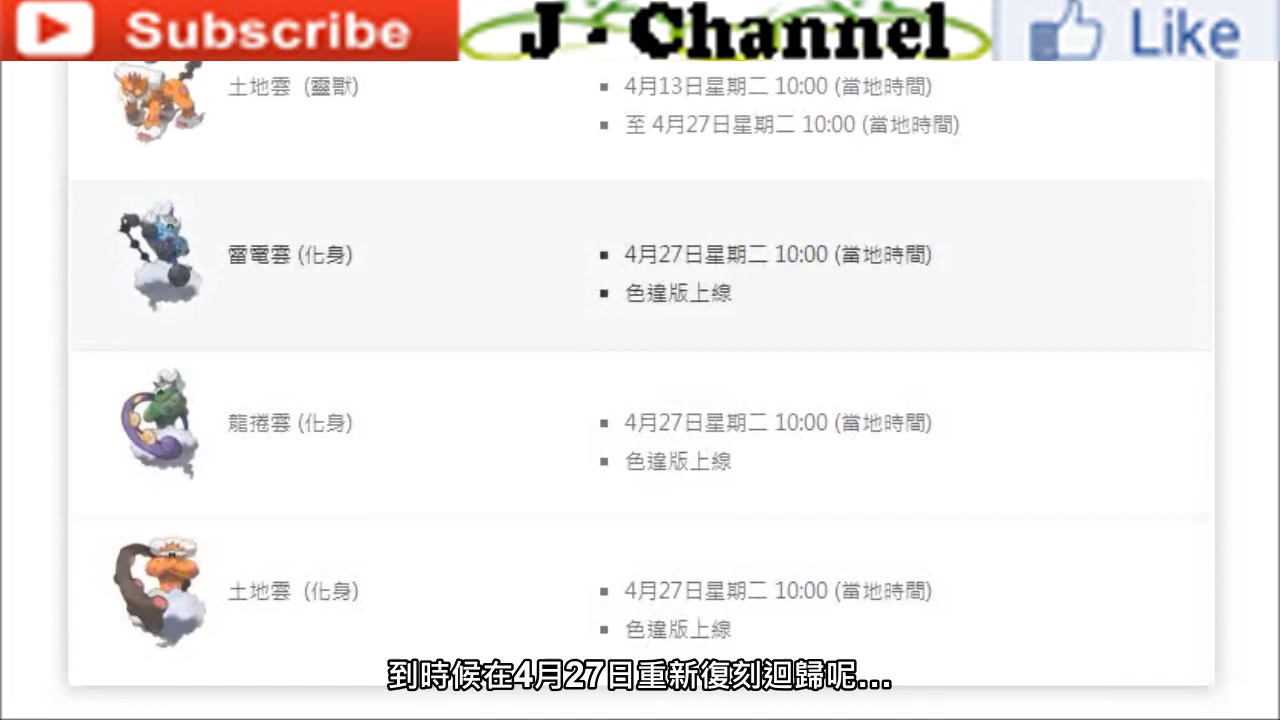 Subscribe
J - Channel
Like
土地雲 (靈獸)
4月13日星期二 10:00 (當地時間)
至 4月27日星期二 10:00 (當地時間)
雷電雲 (化身)
4月27日星期二 10:00 (當地時間)
色違版上線
龍捲雲 (化身)
4月27日星期二 10:00 (當地時間)
色違版上線
土地雲 (化身)
4月27日星期二 10:00 (當地時間)
色違版上線
到時候在4月27日重新復刻迴歸呢...